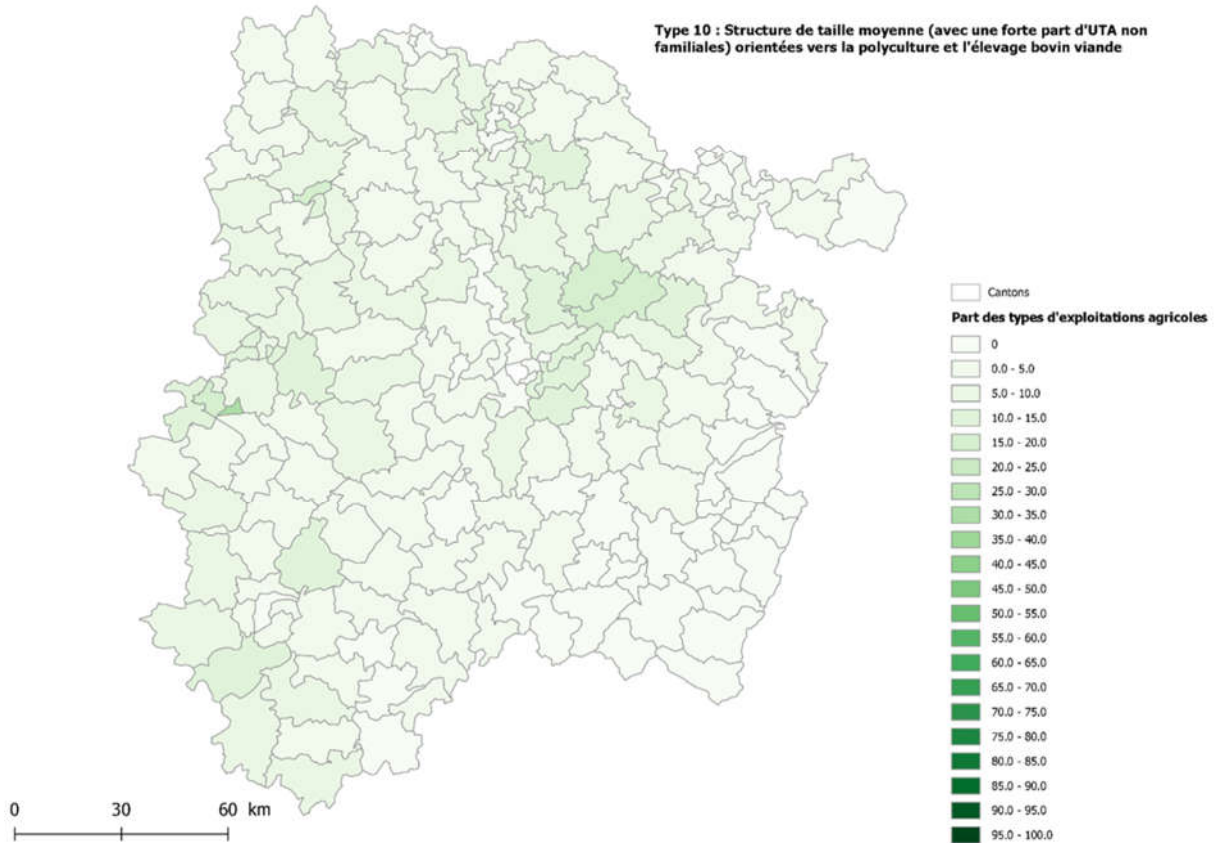 Type 10 : Structure de taille moyenne (avec une forte part d'UTA non
familiales) orientées vers la polyculture et l'élevage bovin viande
Cantons
Part des types d'exploitations agricoles
0
0.0 - 5.0
5.0 - 10.0
10.0 - 15.0
15.0 - 20.0
20.0 - 25.0
25.0 - 30.0
30.0 - 35.0
35.0 - 40.0
40.0 - 45.0
45.0 - 50.0
50.0 - 55.0
55.0 - 60.0
60.0 - 65.0
65.0 - 70.0
70.0 - 75.0
75.0 - 80.0
80.0 - 85.0
85.0 - 90.0
90.0 - 95.0
95.0 - 100.0
0 30 60 km